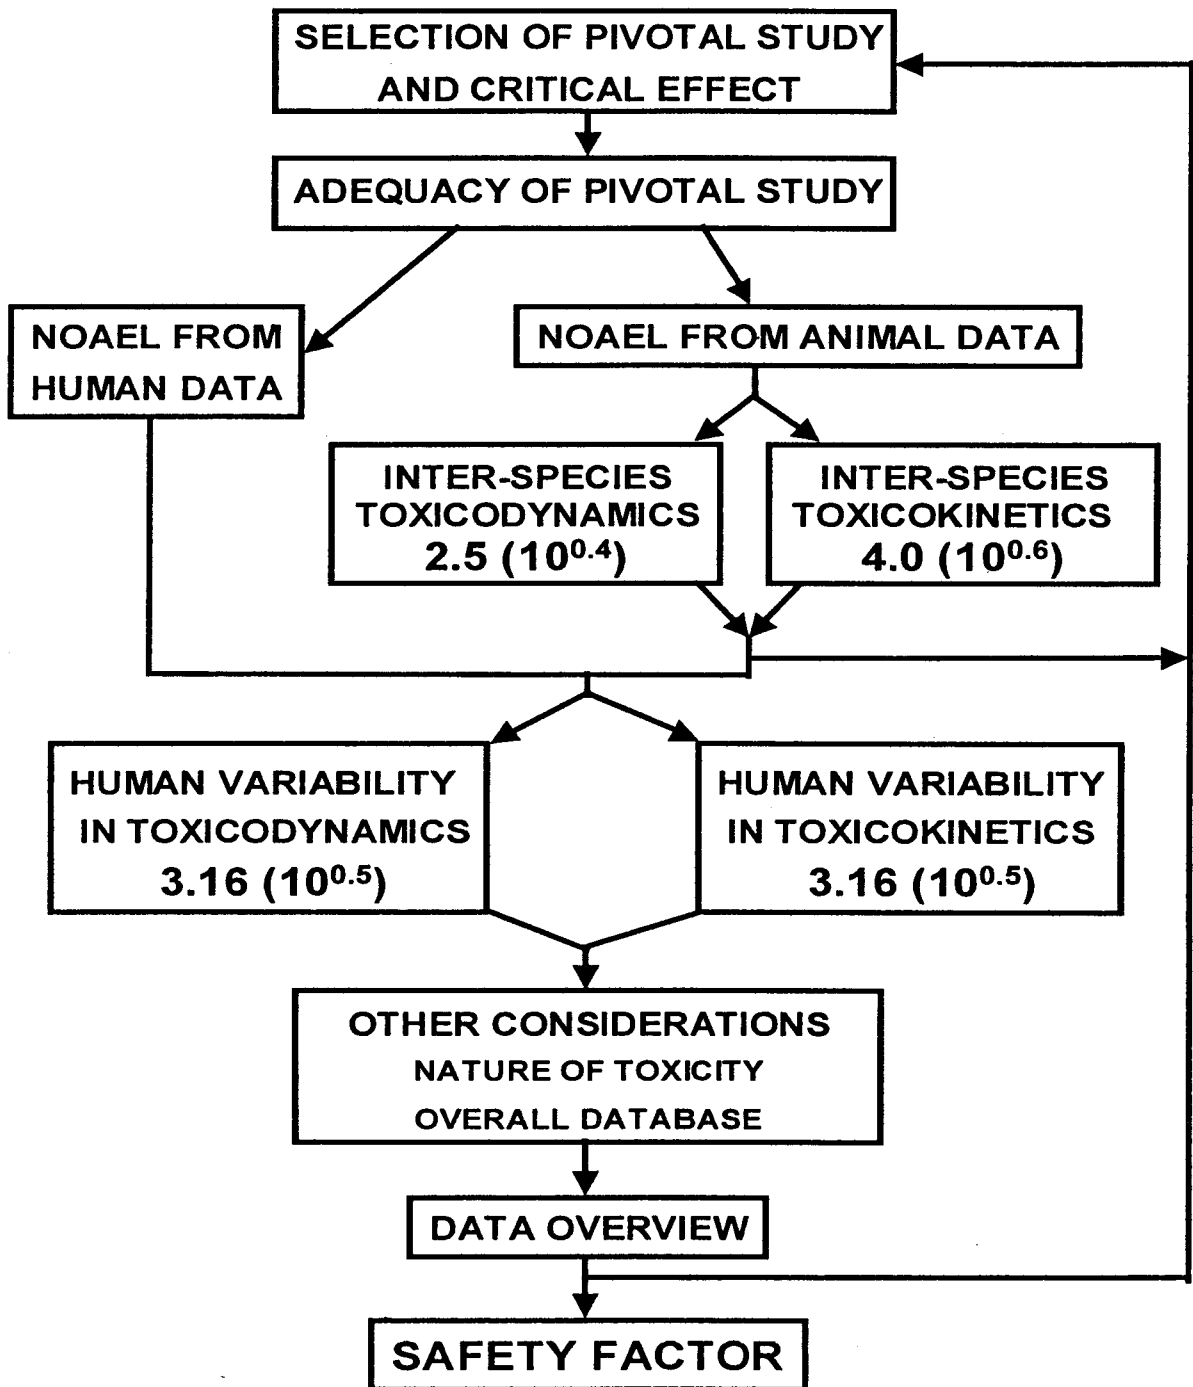 SELECTION OF PIVOTAL STUDY
AND CRITICAL EFFECT
ADEQUACY OF PIVOTAL STUDY
NOAEL FROM
HUMAN DATA
NOAEL FROM ANIMAL DATA
INTER-SPECIES
TOXICODYNAMICS
2.5 (10^0.4)
INTER-SPECIES
TOXICOKINETICS
4.0 (10^0.6)
HUMAN VARIABILITY
IN TOXICODYNAMICS
3.16 (10^0.5)
HUMAN VARIABILITY
IN TOXICOKINETICS
3.16 (10^0.5)
OTHER CONSIDERATIONS
NATURE OF TOXICITY
OVERALL DATABASE
DATA OVERVIEW
SAFETY FACTOR